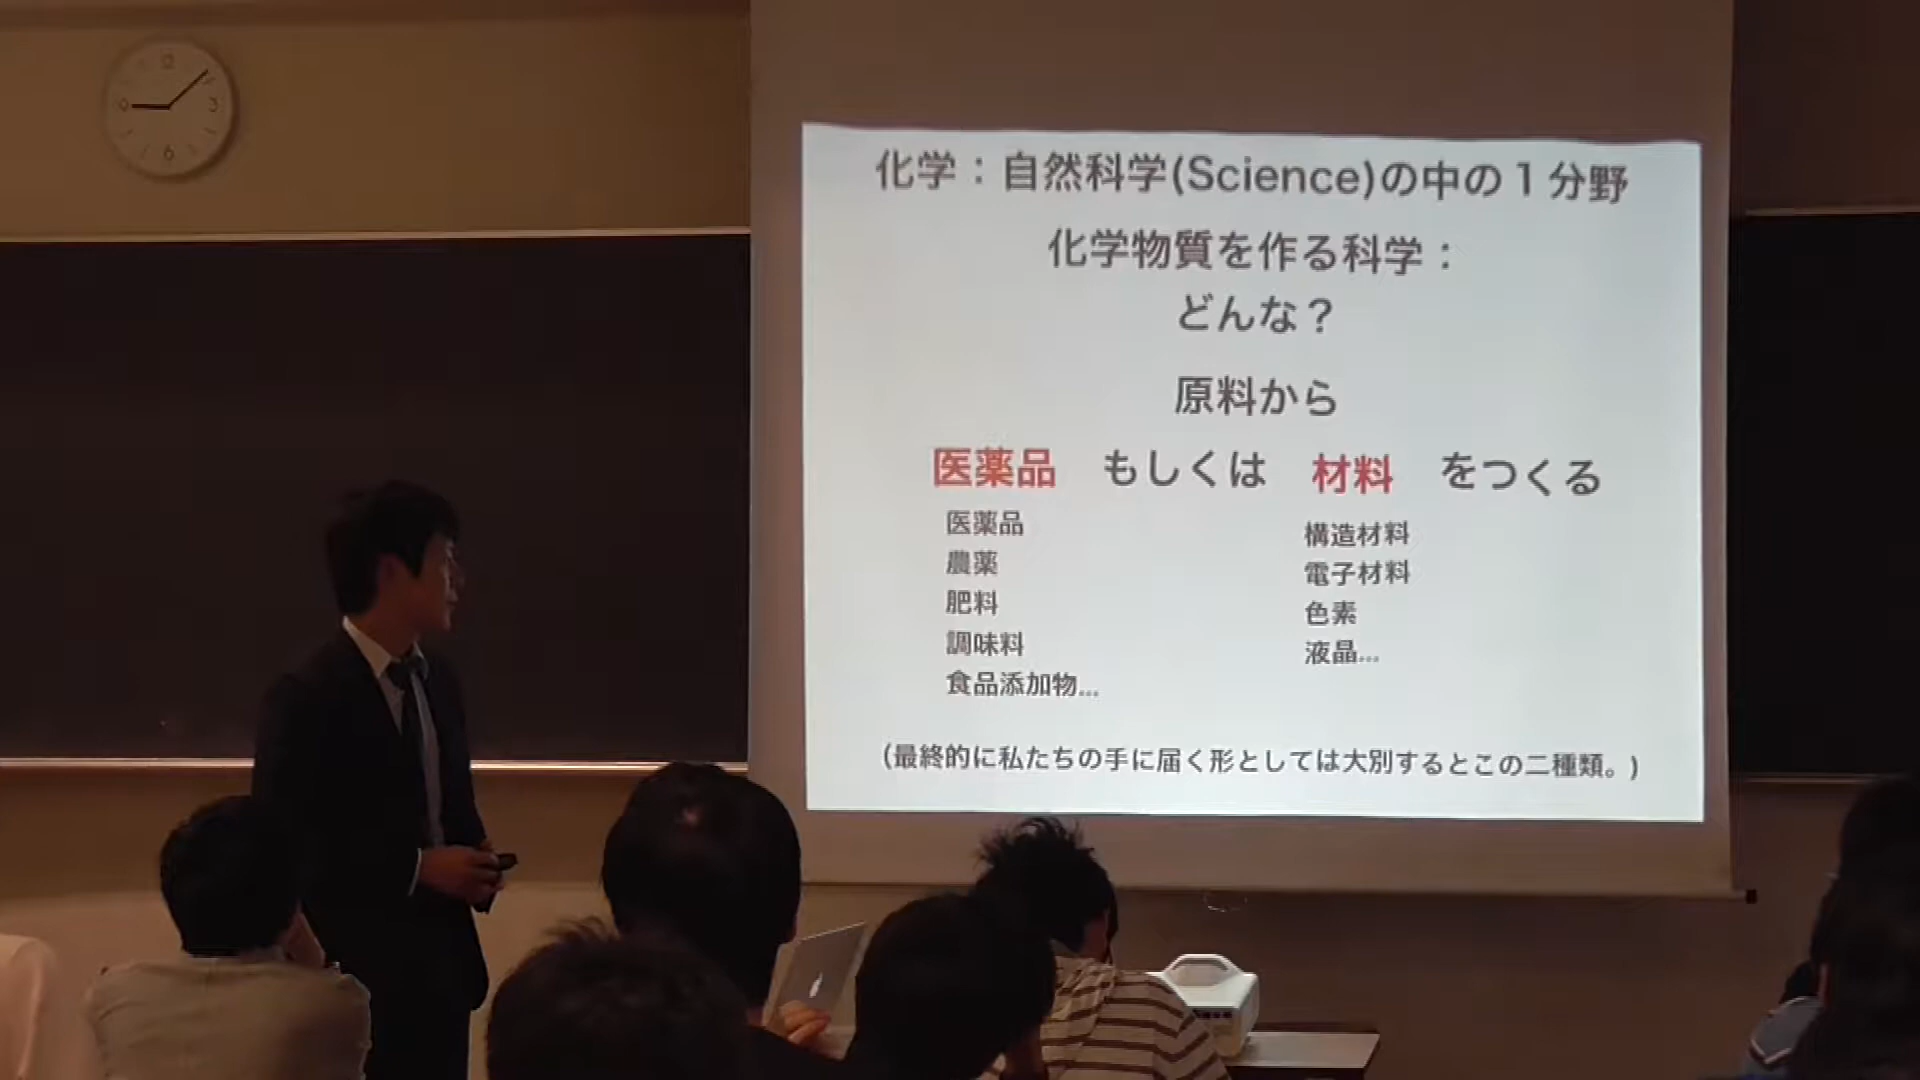 化学：自然科学(Science)の中の１分野
化学物質を作る科学：
どんな？
原料から
医薬品　もしくは　材料　をつくる
医薬品
農薬
肥料
調味料
食品添加物...
構造材料
電子材料
色素
液晶...
(最終的に私たちの手に届く形としては大別するとこの二種類。)
12
3
6
9